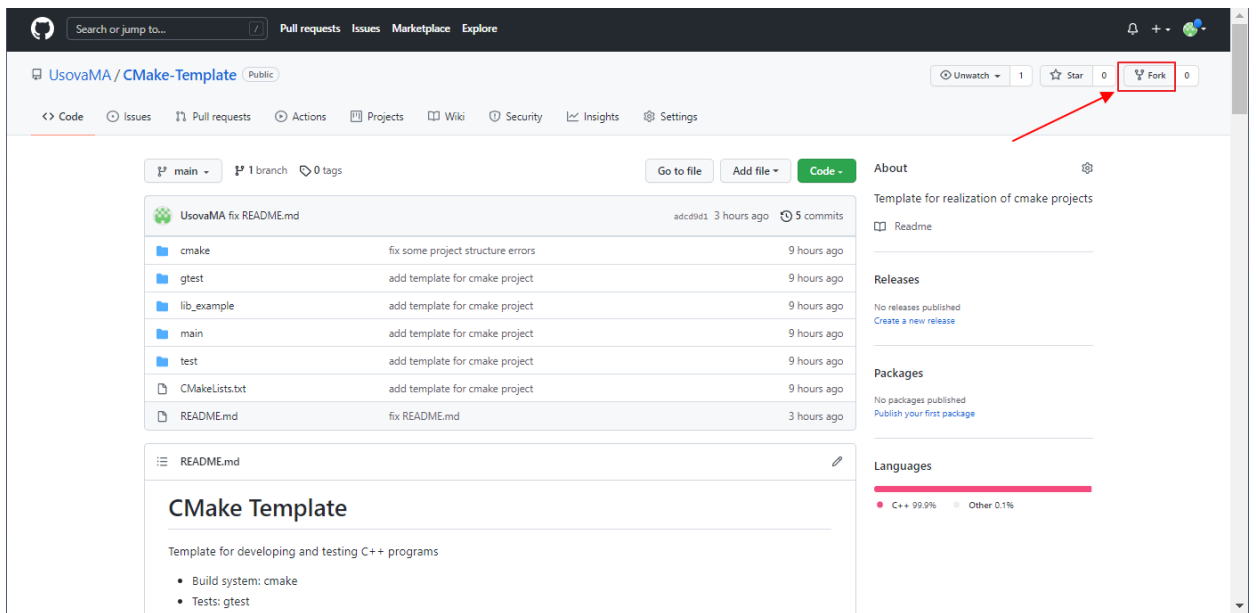 Search or jump to... / Pull requests Issues Marketplace Explore
UsovaMA / CMake-Template Public Unwatch 1 Star 0 Fork 0
<> Code Issues Pull requests Actions Projects Wiki Security Insights Settings
main 1 branch 0 tags Go to file Add file Code
About
Template for realization of cmake projects
Readme
UsovaMA fix README.md adcd9d1 3 hours ago 5 commits
cmake fix some project structure errors 9 hours ago
gtest add template for cmake project 9 hours ago
lib_example add template for cmake project 9 hours ago
main add template for cmake project 9 hours ago
test add template for cmake project 9 hours ago
CMakeLists.txt add template for cmake project 9 hours ago
README.md fix README.md 3 hours ago
Releases
No releases published
Create a new release
Packages
No packages published
Publish your first package
Languages
C++ 99.9% Other 0.1%
README.md
CMake Template
Template for developing and testing C++ programs
• Build system: cmake
• Tests: gtest